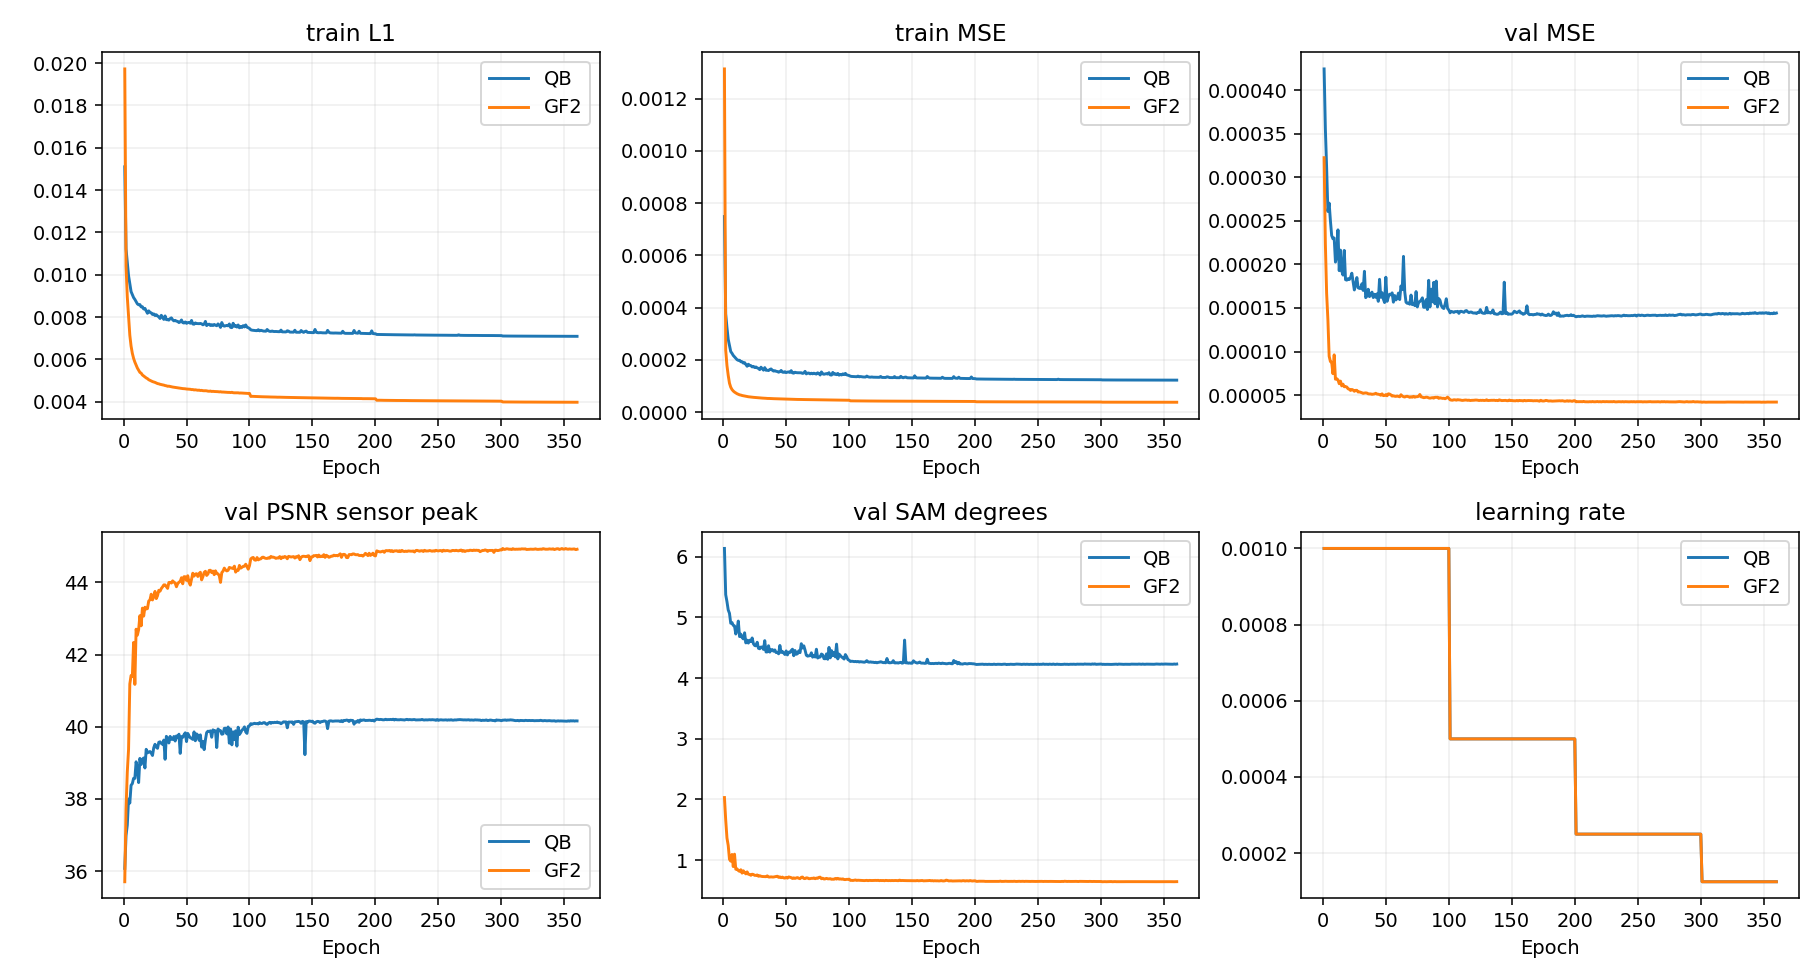 train L1
0.020
0.018
0.016
0.014
0.012
0.010
0.008
0.006
0.004
0 50 100 150 200 250 300 350
Epoch
QB
GF2
train MSE
0.0012
0.0010
0.0008
0.0006
0.0004
0.0002
0.0000
0 50 100 150 200 250 300 350
Epoch
QB
GF2
val MSE
0.00040
0.00035
0.00030
0.00025
0.00020
0.00015
0.00010
0.00005
0 50 100 150 200 250 300 350
Epoch
QB
GF2
val PSNR sensor peak
44
42
40
38
36
0 50 100 150 200 250 300 350
Epoch
QB
GF2
val SAM degrees
6
5
4
3
2
1
0 50 100 150 200 250 300 350
Epoch
QB
GF2
learning rate
0.0010
0.0008
0.0006
0.0004
0.0002
0 50 100 150 200 250 300 350
Epoch
QB
GF2